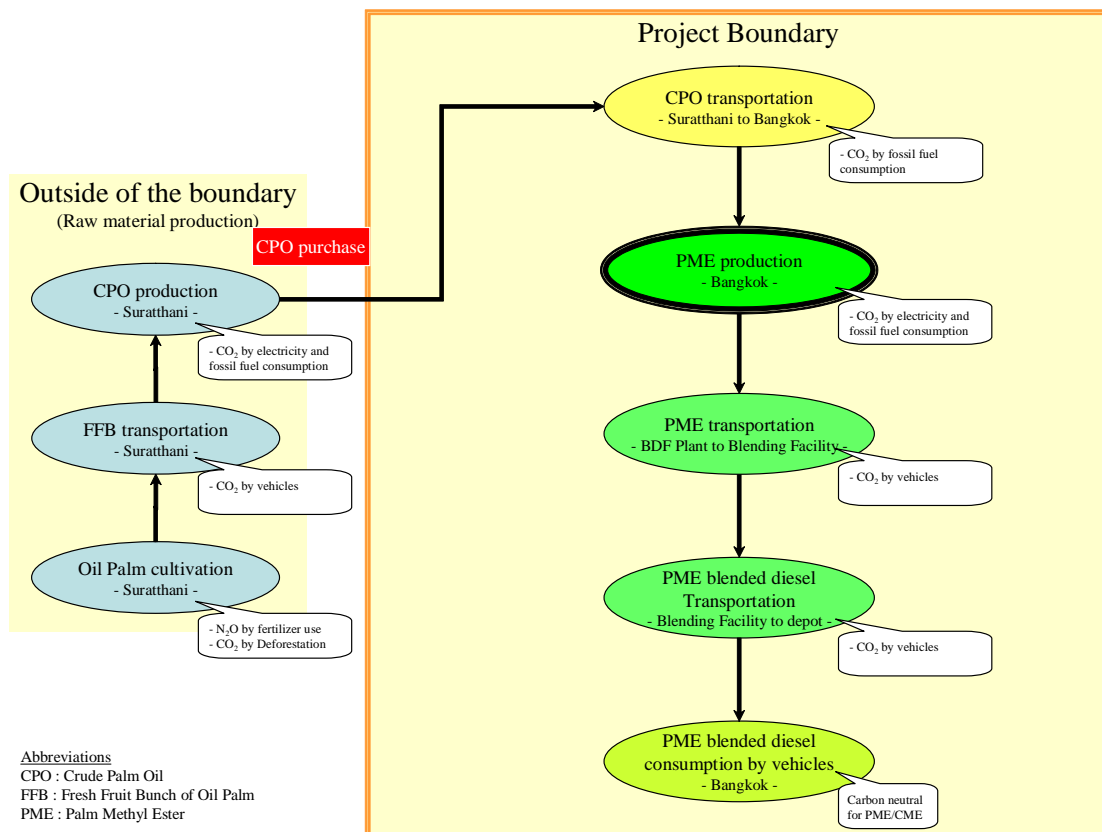 Project Boundary
CPO transportation
- Suratthani to Bangkok -
- CO₂ by fossil fuel
consumption
Outside of the boundary
(Raw material production)
CPO purchase
PME production
- Bangkok -
- CO₂ by electricity and
fossil fuel consumption
CPO production
- Suratthani -
- CO₂ by electricity and
fossil fuel consumption
PME transportation
- BDF Plant to Blending Facility -
- CO₂ by vehicles
FFB transportation
- Suratthani -
- CO₂ by vehicles
Oil Palm cultivation
- Suratthani -
- N₂O by fertilizer use
- CO₂ by Deforestation
PME blended diesel
Transportation
- Blending Facility to depot -
- CO₂ by vehicles
PME blended diesel
consumption by vehicles
- Bangkok -
Carbon neutral
for PME/CME
Abbreviations
CPO : Crude Palm Oil
FFB : Fresh Fruit Bunch of Oil Palm
PME : Palm Methyl Ester